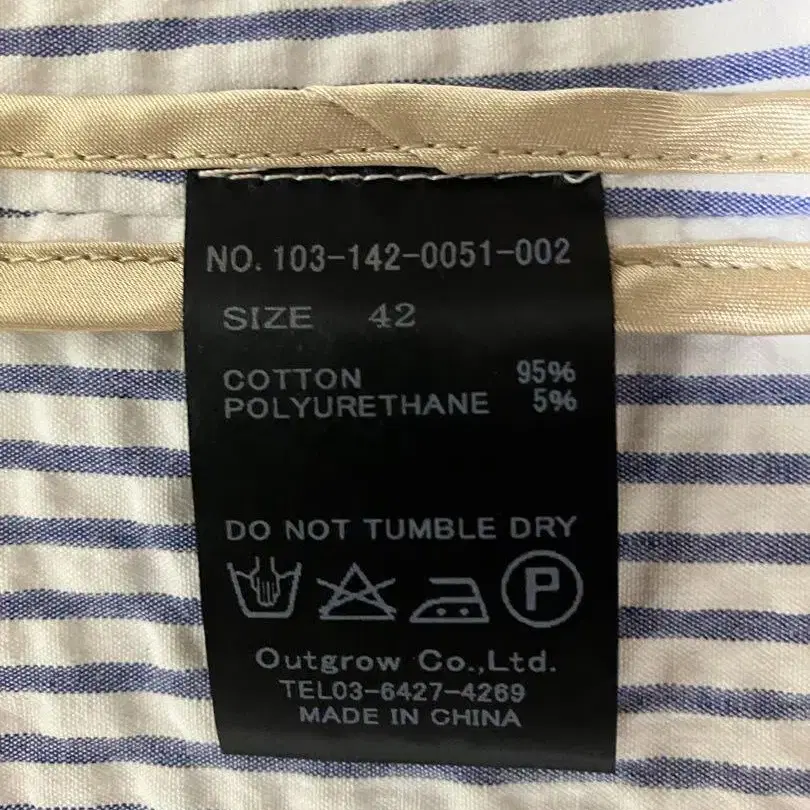 NO. 103-142-0051-002
SIZE 42
COTTON 95%
POLYURETHANE 5%
DO NOT TUMBLE DRY
P
Outgrow Co.,Ltd.
TEL03-6427-4269
MADE IN CHINA